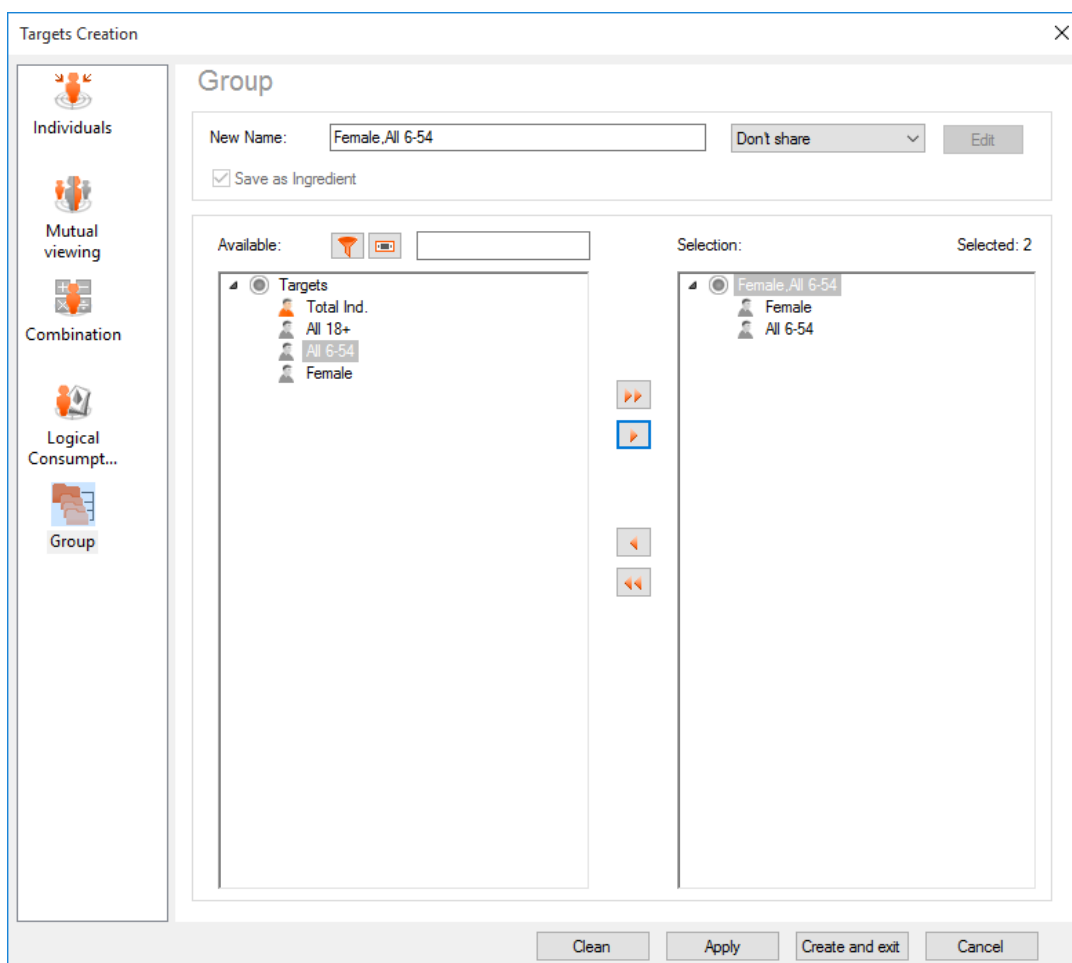 Targets Creation
Individuals
Mutual
viewing
Combination
Logical
Consumpt...
Group
Group
New Name: Female,All 6-54 Don't share Edit
Save as Ingredient
Available: Selection: Selected: 2
Targets
Total Ind.
All 18+
All 6-54
Female
Female,All 6-54
Female
All 6-54
Clean Apply Create and exit Cancel